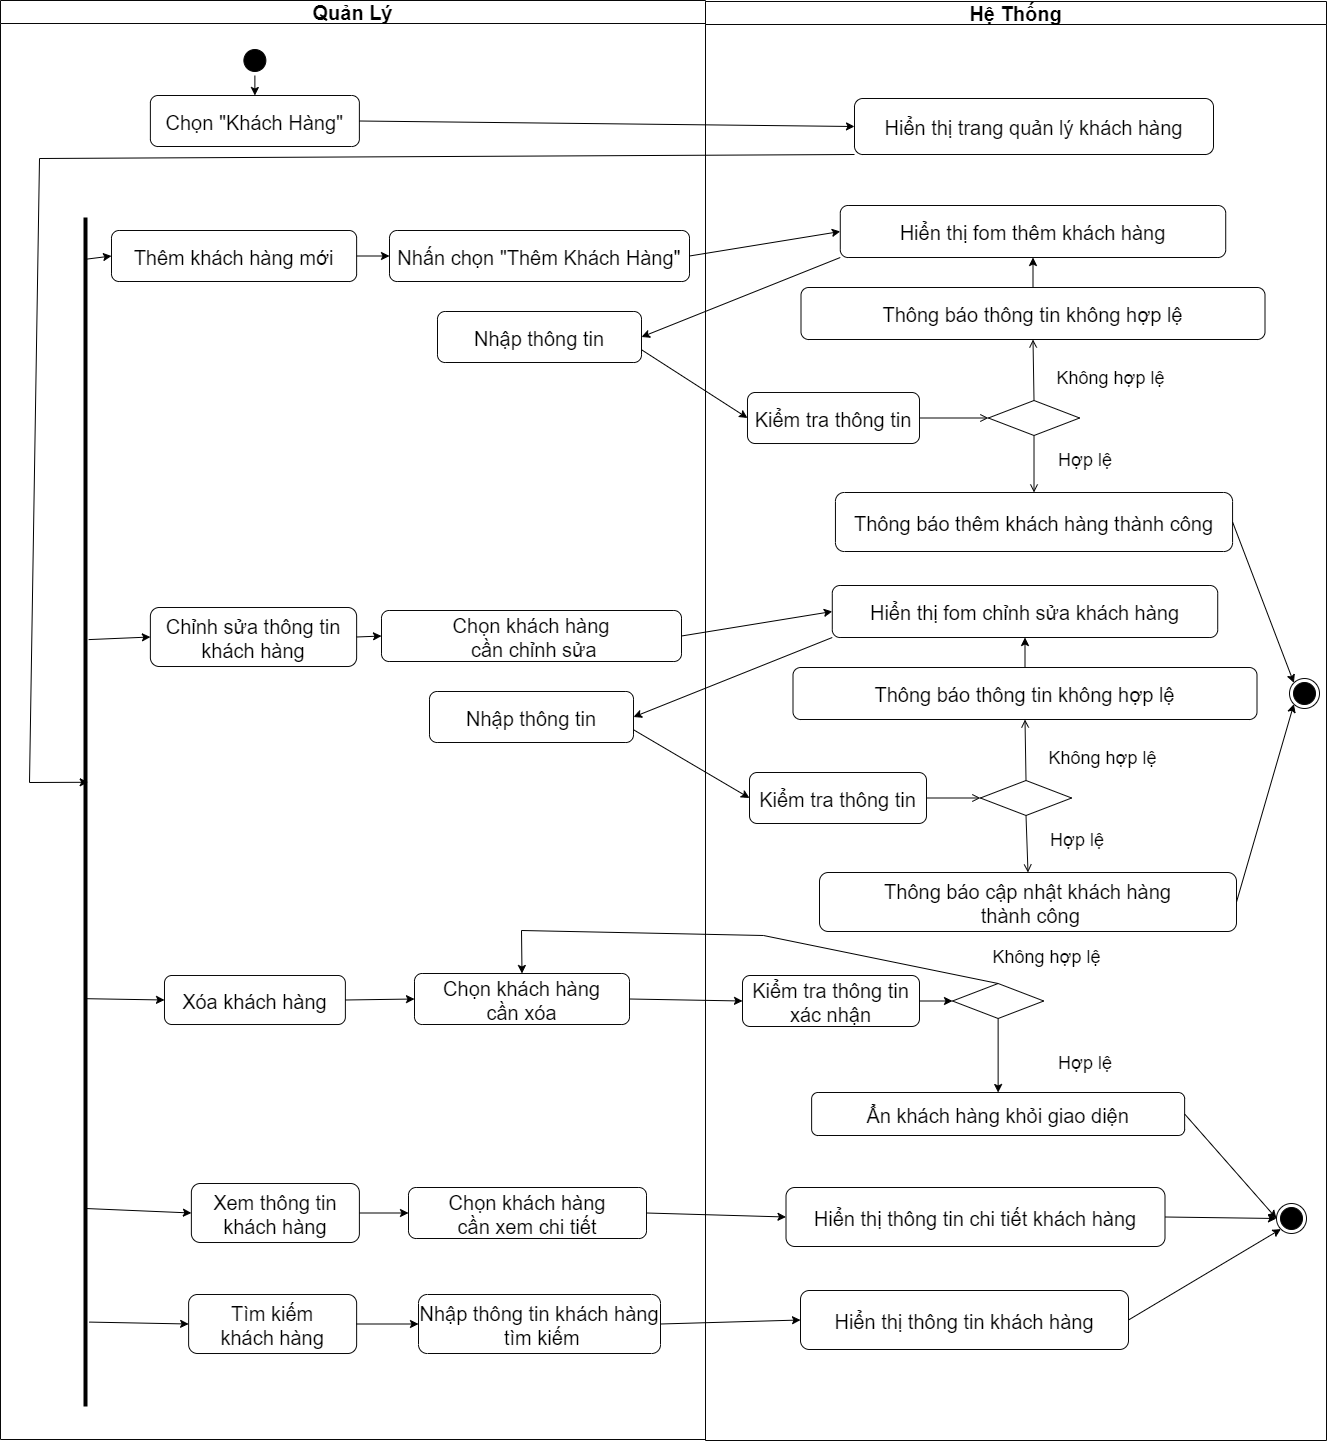 Quản Lý
Hệ Thống
Chọn "Khách Hàng"
Hiển thị trang quản lý khách hàng
Hiển thị fom thêm khách hàng
Thêm khách hàng mới
Nhấn chọn "Thêm Khách Hàng"
Thông báo thông tin không hợp lệ
Nhập thông tin
Không hợp lệ
Kiểm tra thông tin
Hợp lệ
Thông báo thêm khách hàng thành công
Hiển thị fom chỉnh sửa khách hàng
Chỉnh sửa thông tin
khách hàng
Chọn khách hàng
cần chỉnh sửa
Thông báo thông tin không hợp lệ
Nhập thông tin
Không hợp lệ
Kiểm tra thông tin
Hợp lệ
Thông báo cập nhật khách hàng
thành công
Không hợp lệ
Xóa khách hàng
Chọn khách hàng
cần xóa
Kiểm tra thông tin
xác nhận
Hợp lệ
Ẩn khách hàng khỏi giao diện
Xem thông tin
khách hàng
Chọn khách hàng
cần xem chi tiết
Hiển thị thông tin chi tiết khách hàng
Tìm kiếm
khách hàng
Nhập thông tin khách hàng
tìm kiếm
Hiển thị thông tin khách hàng